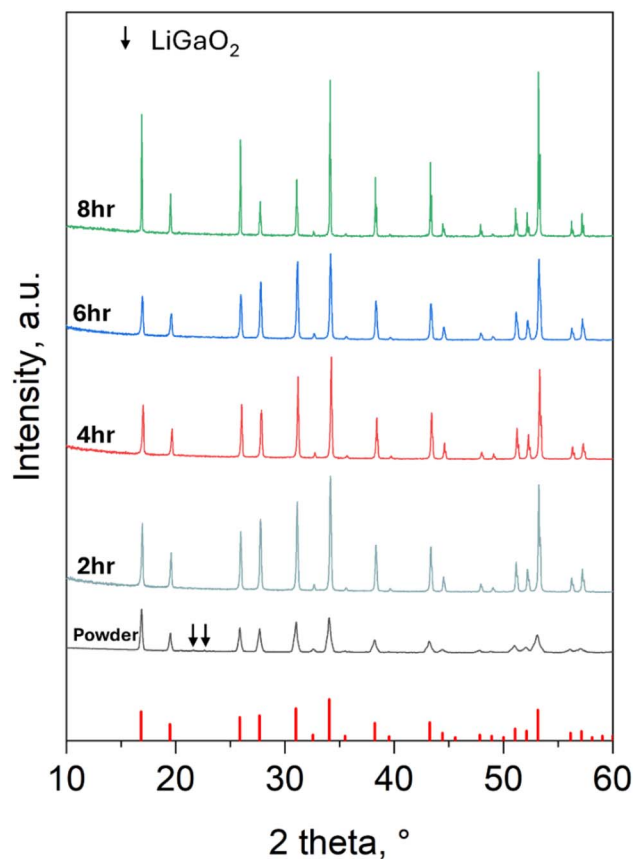 ↓ LiGaO₂
8hr
6hr
4hr
2hr
Powder
Intensity, a.u.
10 20 30 40 50 60
2 theta, °